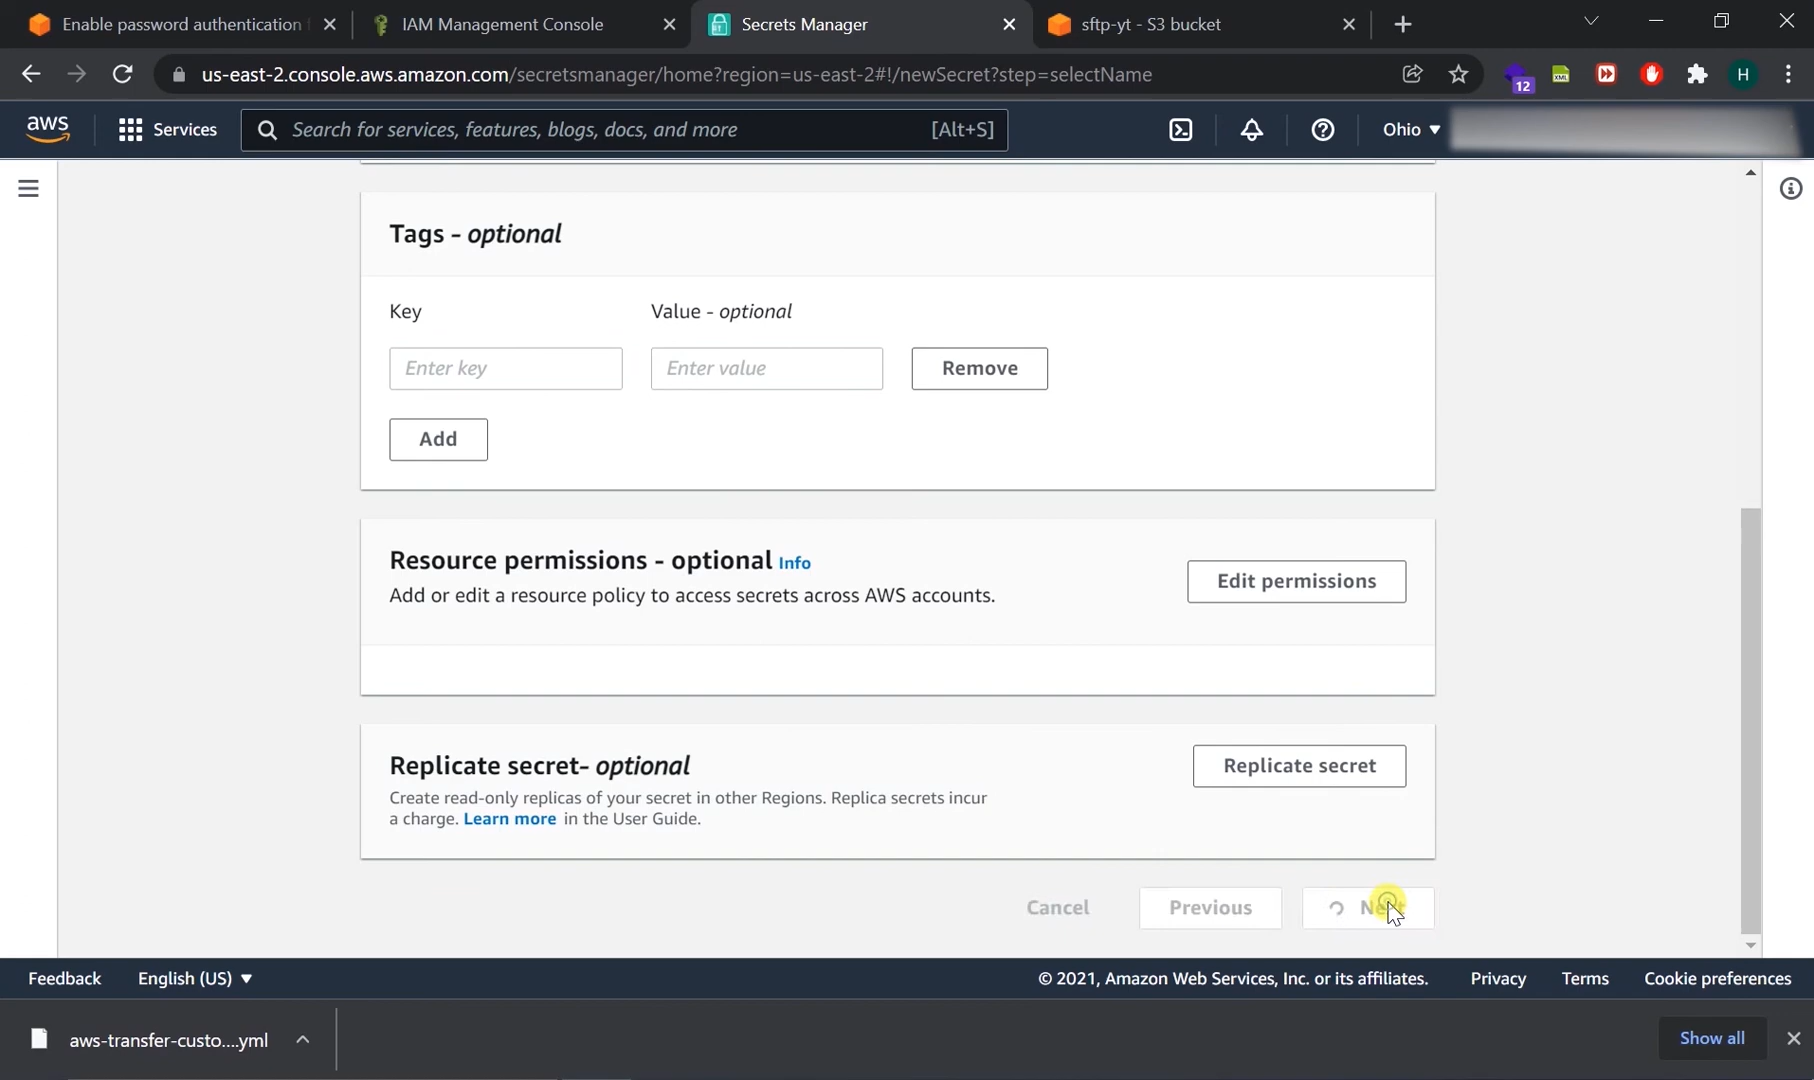 Enable password authentication
IAM Management Console
Secrets Manager
sftp-yt - S3 bucket
us-east-2.console.aws.amazon.com/secretsmanager/home?region=us-east-2#!/newSecret?step=selectName
12
XML
H
aws
Services
Search for services, features, blogs, docs, and more
[Alt+S]
Ohio
Tags - optional
Key
Value - optional
Enter key
Enter value
Remove
Add
Resource permissions - optional Info
Add or edit a resource policy to access secrets across AWS accounts.
Edit permissions
Replicate secret- optional
Create read-only replicas of your secret in other Regions. Replica secrets incur
a charge. Learn more in the User Guide.
Replicate secret
Cancel
Previous
Next
Feedback
English (US)
© 2021, Amazon Web Services, Inc. or its affiliates.
Privacy
Terms
Cookie preferences
aws-transfer-custo....yml
Show all